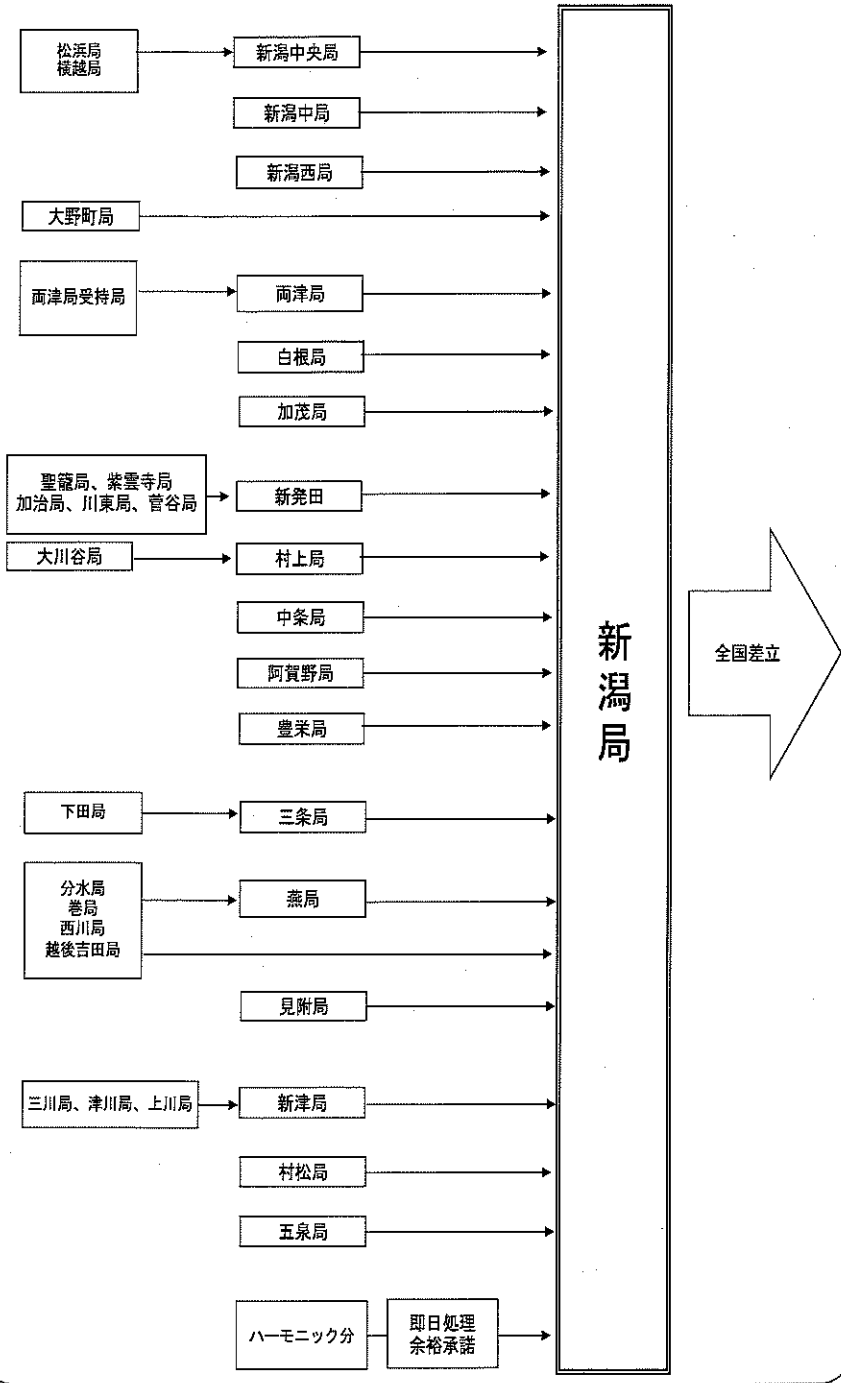 松浜局
横越局
新潟中央局
新潟中局
新潟西局
大野町局
両津局受持局
両津局
白根局
加茂局
聖籠局、紫雲寺局
加治局、川東局、菅谷局
新発田
大川谷局
村上局
中条局
阿賀野局
豊栄局
下田局
三条局
分水局
巻局
西川局
越後吉田局
燕局
見附局
三川局、津川局、上川局
新津局
村松局
五泉局
ハーモニック分
即日処理
余裕承諾
新潟局
全国差立